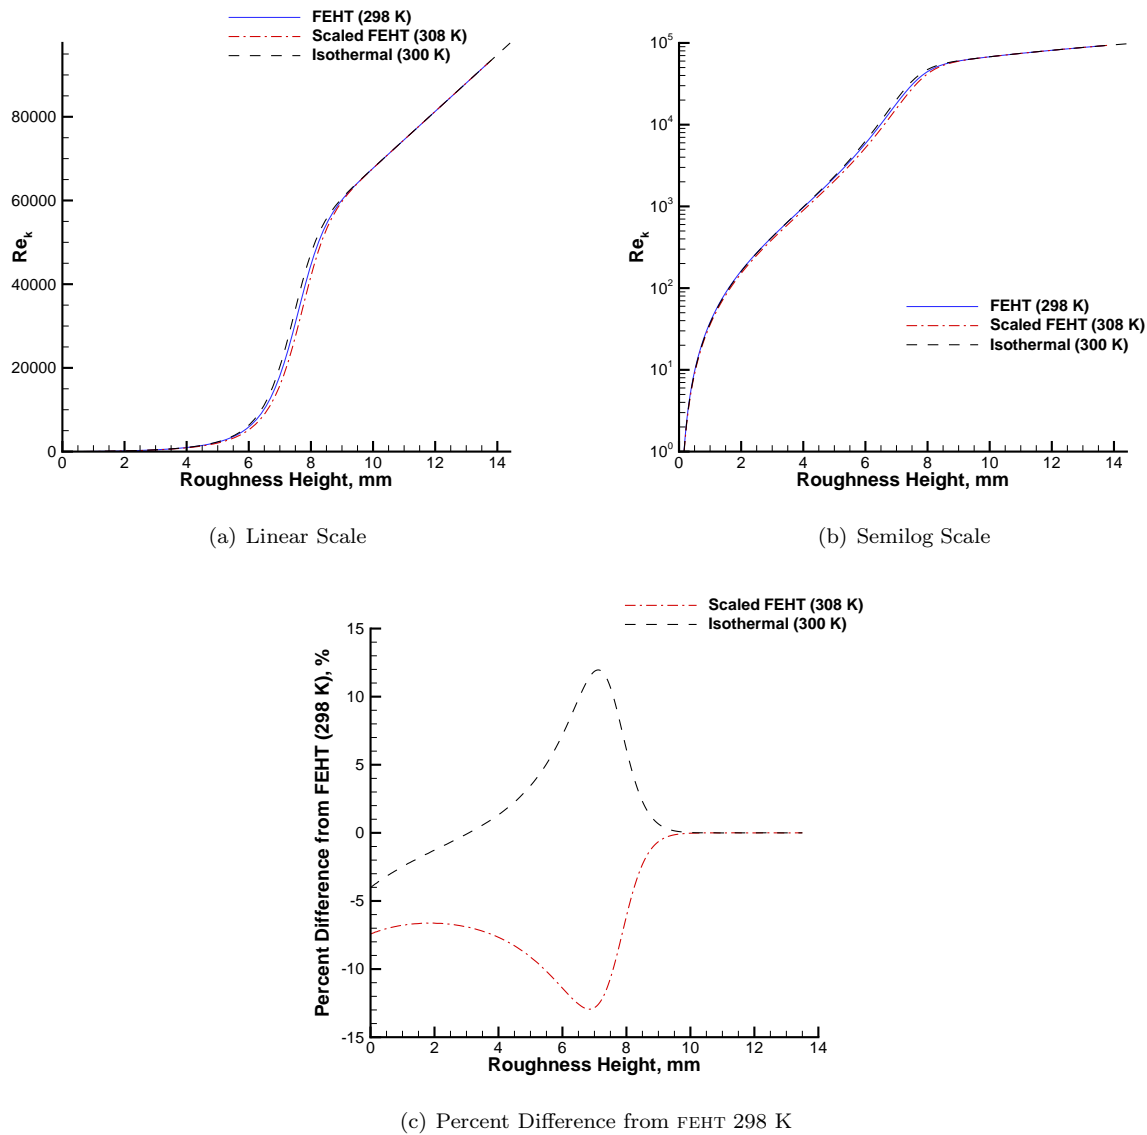 FEHT (298 K)
Scaled FEHT (308 K)
Isothermal (300 K)
Re_k
80000
60000
40000
20000
0
0 2 4 6 8 10 12 14
Roughness Height, mm
(a) Linear Scale
Re_k
10^5
10^4
10^3
10^2
10^1
10^0
FEHT (298 K)
Scaled FEHT (308 K)
Isothermal (300 K)
0 2 4 6 8 10 12 14
Roughness Height, mm
(b) Semilog Scale
Scaled FEHT (308 K)
Isothermal (300 K)
Percent Difference from FEHT (298 K), %
15
10
5
0
-5
-10
-15
0 2 4 6 8 10 12 14
Roughness Height, mm
(c) Percent Difference from FEHT 298 K